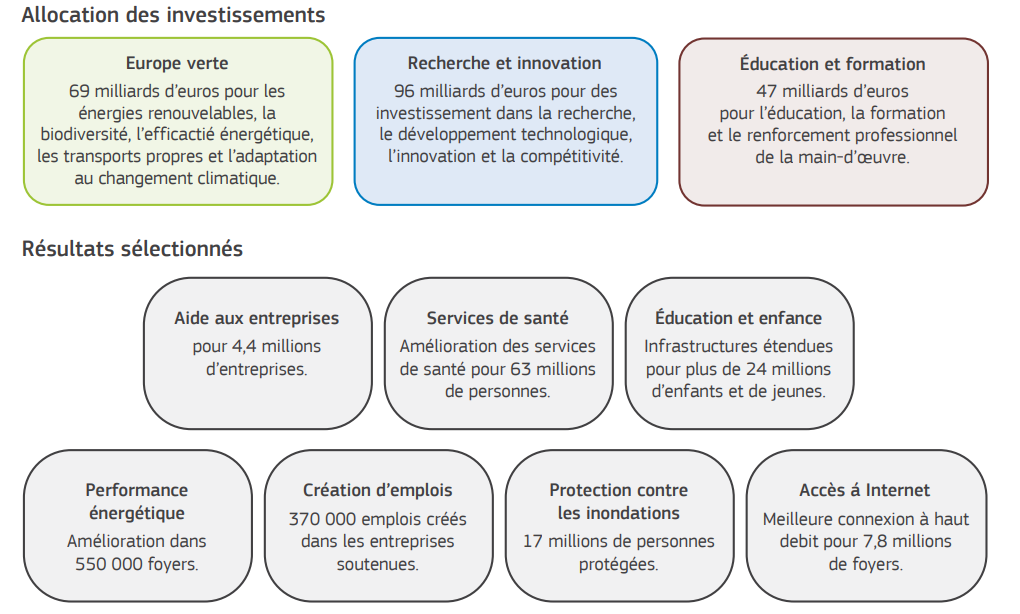 Allocation des investissements
Europe verte
69 milliards d'euros pour les
énergies renouvelables, la
biodiversité, l'efficactié énergétique,
les transports propres et l'adaptation
au changement climatique.
Recherche et innovation
96 milliards d'euros pour des
investissement dans la recherche,
le développement technologique,
l'innovation et la compétitivité.
Éducation et formation
47 milliards d'euros
pour l'éducation, la formation
et le renforcement professionnel
de la main-d'œuvre.
Résultats sélectionnés
Aide aux entreprises
pour 4,4 millions
d'entreprises.
Services de santé
Amélioration des services
de santé pour 63 millions
de personnes.
Éducation et enfance
Infrastructures étendues
pour plus de 24 millions
d'enfants et de jeunes.
Performance
énergétique
Amélioration dans
550 000 foyers.
Création d'emplois
370 000 emplois créés
dans les entreprises
soutenues.
Protection contre
les inondations
17 millions de personnes
protégées.
Accès á Internet
Meilleure connexion à haut
debit pour 7,8 millions
de foyers.